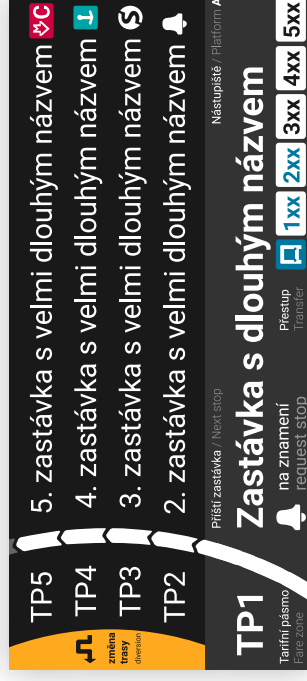 TP5 5. zastávka s velmi dlouhým názvem C
TP4 4. zastávka s velmi dlouhým názvem
TP3 3. zastávka s velmi dlouhým názvem S
TP2 2. zastávka s velmi dlouhým názvem
změna
trasy
diversion
Příští zastávka / Next stop
Nástupiště / Platform A
TP1 Zastávka s dlouhým názvem
Tarifní pásmo
Fare zone
na znamení
request stop
Přestup
Transfer
1xx 2xx 3xx 4xx 5xx